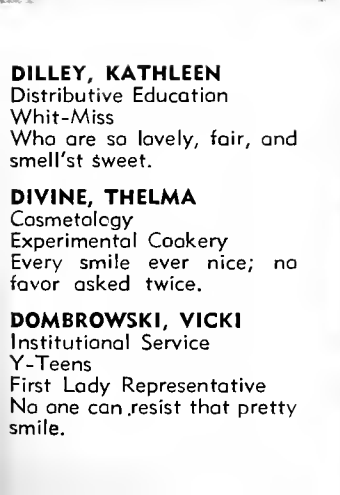 DILLEY, KATHLEEN
Distributive Education
Whit-Miss
Who are so lovely, fair, and
smell'st sweet.
DIVINE, THELMA
Cosmetology
Experimental Cookery
Every smile ever nice; no
favor asked twice.
DOMBROWSKI, VICKI
Institutional Service
Y-Teens
First Lady Representative
No one can resist that pretty
smile.